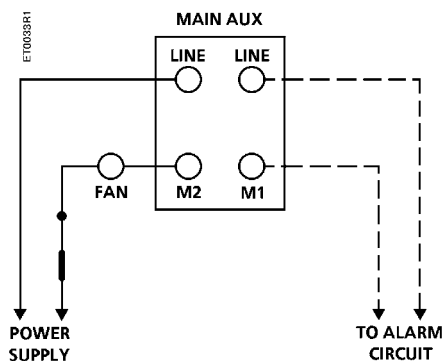 ET0033R1
MAIN AUX
LINE LINE
FAN M2 M1
POWER
SUPPLY
TO ALARM
CIRCUIT